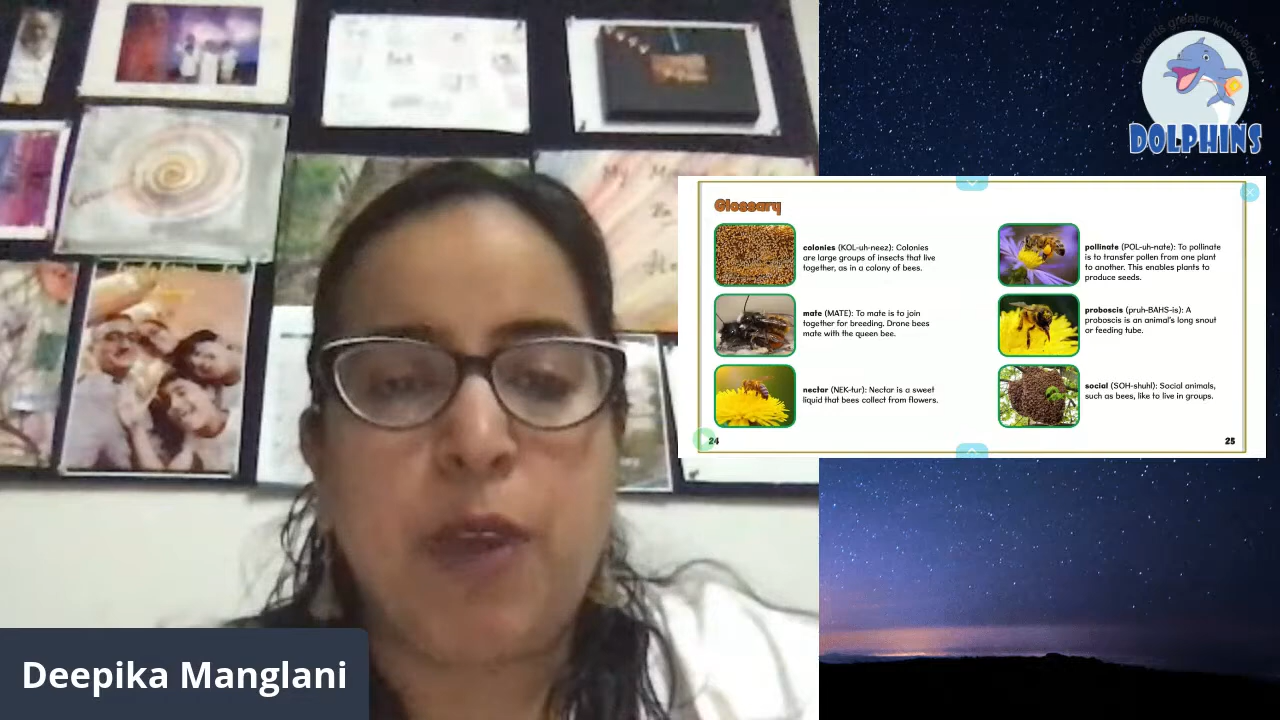 towards greater knowledge
DOLPHINS
Glossary
colonies (KOL-uh-neez): Colonies
are large groups of insects that live
together, as in a colony of bees.
mate (MATE): To mate is to join
together for breeding. Drone bees
mate with the queen bee.
nectar (NEK-tur): Nectar is a sweet
liquid that bees collect from flowers.
24
pollinate (POL-uh-nate): To pollinate
is to transfer pollen from one plant
to another. This enables plants to
produce seeds.
proboscis (pruh-BAHS-is): A
proboscis is an animal's long snout
or feeding tube.
social (SOH-shuhl): Social animals,
such as bees, like to live in groups.
25
My
Deepika Manglani